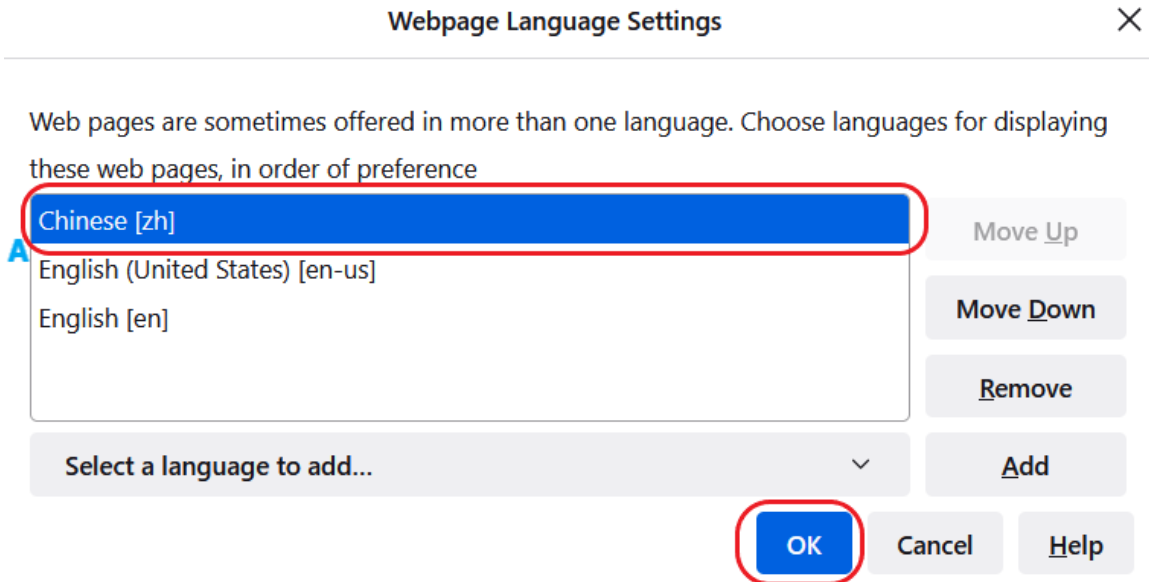 Webpage Language Settings
Web pages are sometimes offered in more than one language. Choose languages for displaying
these web pages, in order of preference
Chinese [zh]
Move Up
A
English (United States) [en-us]
English [en]
Move Down
Remove
Select a language to add...
Add
OK
Cancel
Help